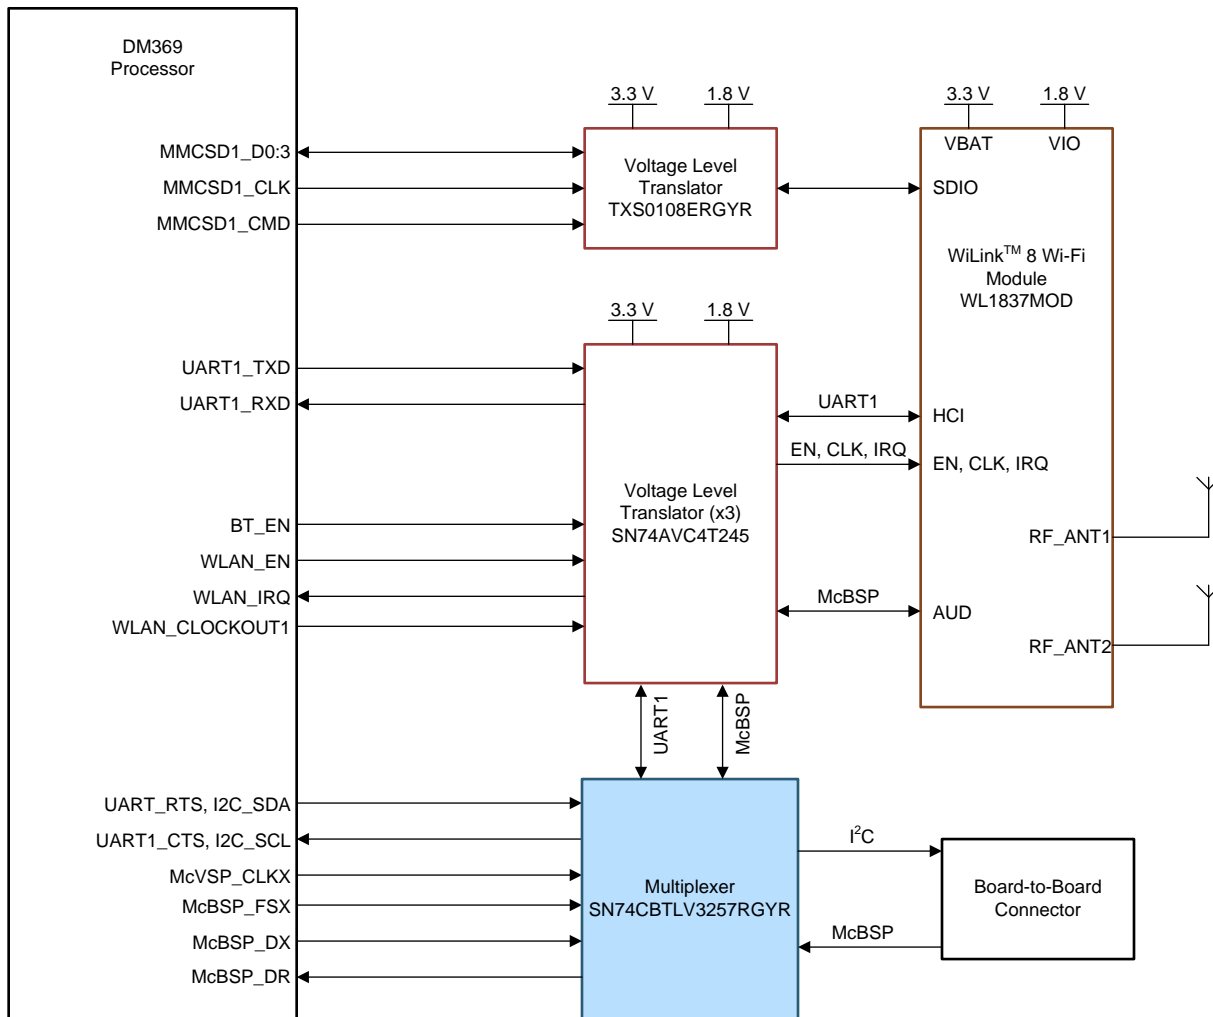 DM369
Processor
MMCSD1_D0:3
MMCSD1_CLK
MMCSD1_CMD
UART1_TXD
UART1_RXD
BT_EN
WLAN_EN
WLAN_IRQ
WLAN_CLOCKOUT1
UART_RTS, I2C_SDA
UART1_CTS, I2C_SCL
McVSP_CLKX
McBSP_FSX
McBSP_DX
McBSP_DR
3.3 V
1.8 V
Voltage Level
Translator
TXS0108ERGYR
3.3 V
1.8 V
Voltage Level
Translator (x3)
SN74AVC4T245
UART1
EN, CLK, IRQ
McBSP
UART1
McBSP
Multiplexer
SN74CBTLV3257RGYR
I²C
McBSP
Board-to-Board
Connector
3.3 V
1.8 V
VBAT
VIO
SDIO
WiLink™ 8 Wi-Fi
Module
WL1837MOD
HCI
EN, CLK, IRQ
RF_ANT1
AUD
RF_ANT2